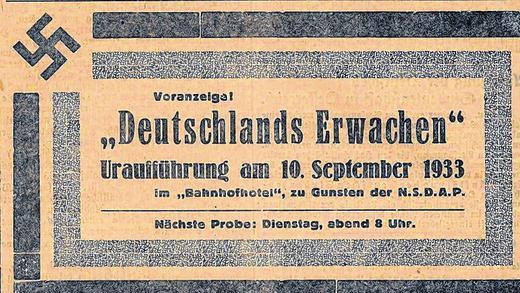 Voranzeige!
„Deutschlands Erwachen“
Uraufführung am 10. September 1933
im „Bahnhofhotel“, zu Gunsten der N.S.D.A.P.
Nächste Probe: Dienstag, abend 8 Uhr.